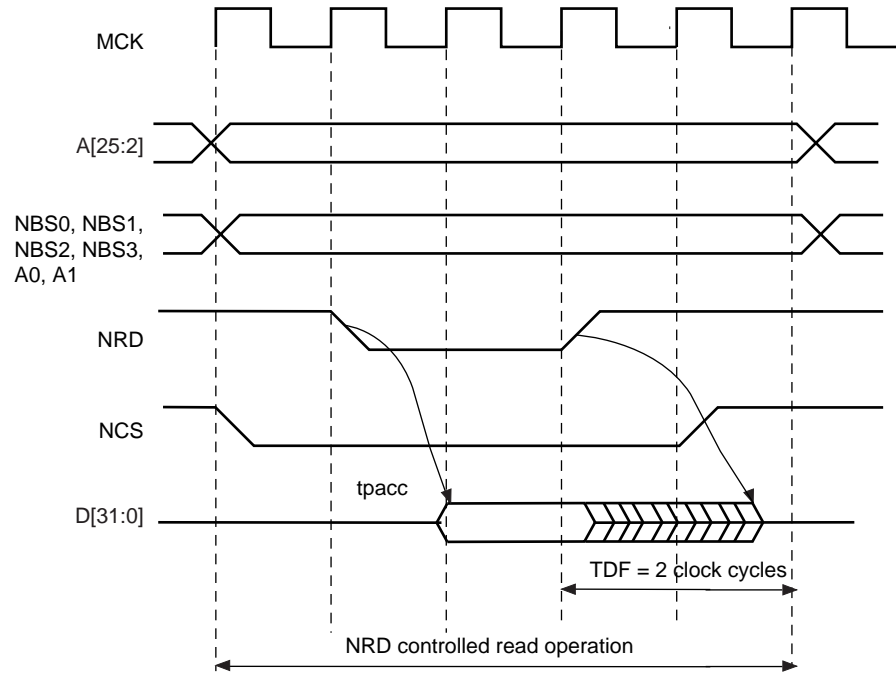 MCK
A[25:2]
NBS0, NBS1,
NBS2, NBS3,
A0, A1
NRD
NCS
tpacc
D[31:0]
TDF = 2 clock cycles
NRD controlled read operation